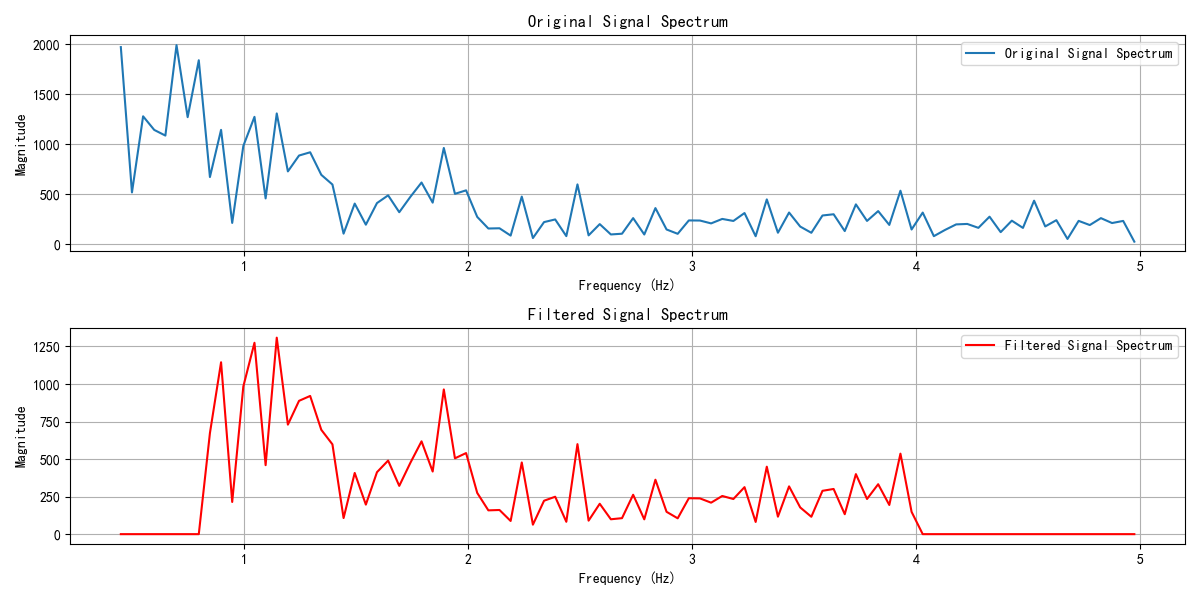 Original Signal Spectrum
2000
1500
1000
500
0
Magnitude
Original Signal Spectrum
1 2 3 4 5
Frequency (Hz)
Filtered Signal Spectrum
1250
1000
750
500
250
0
Magnitude
Filtered Signal Spectrum
1 2 3 4 5
Frequency (Hz)